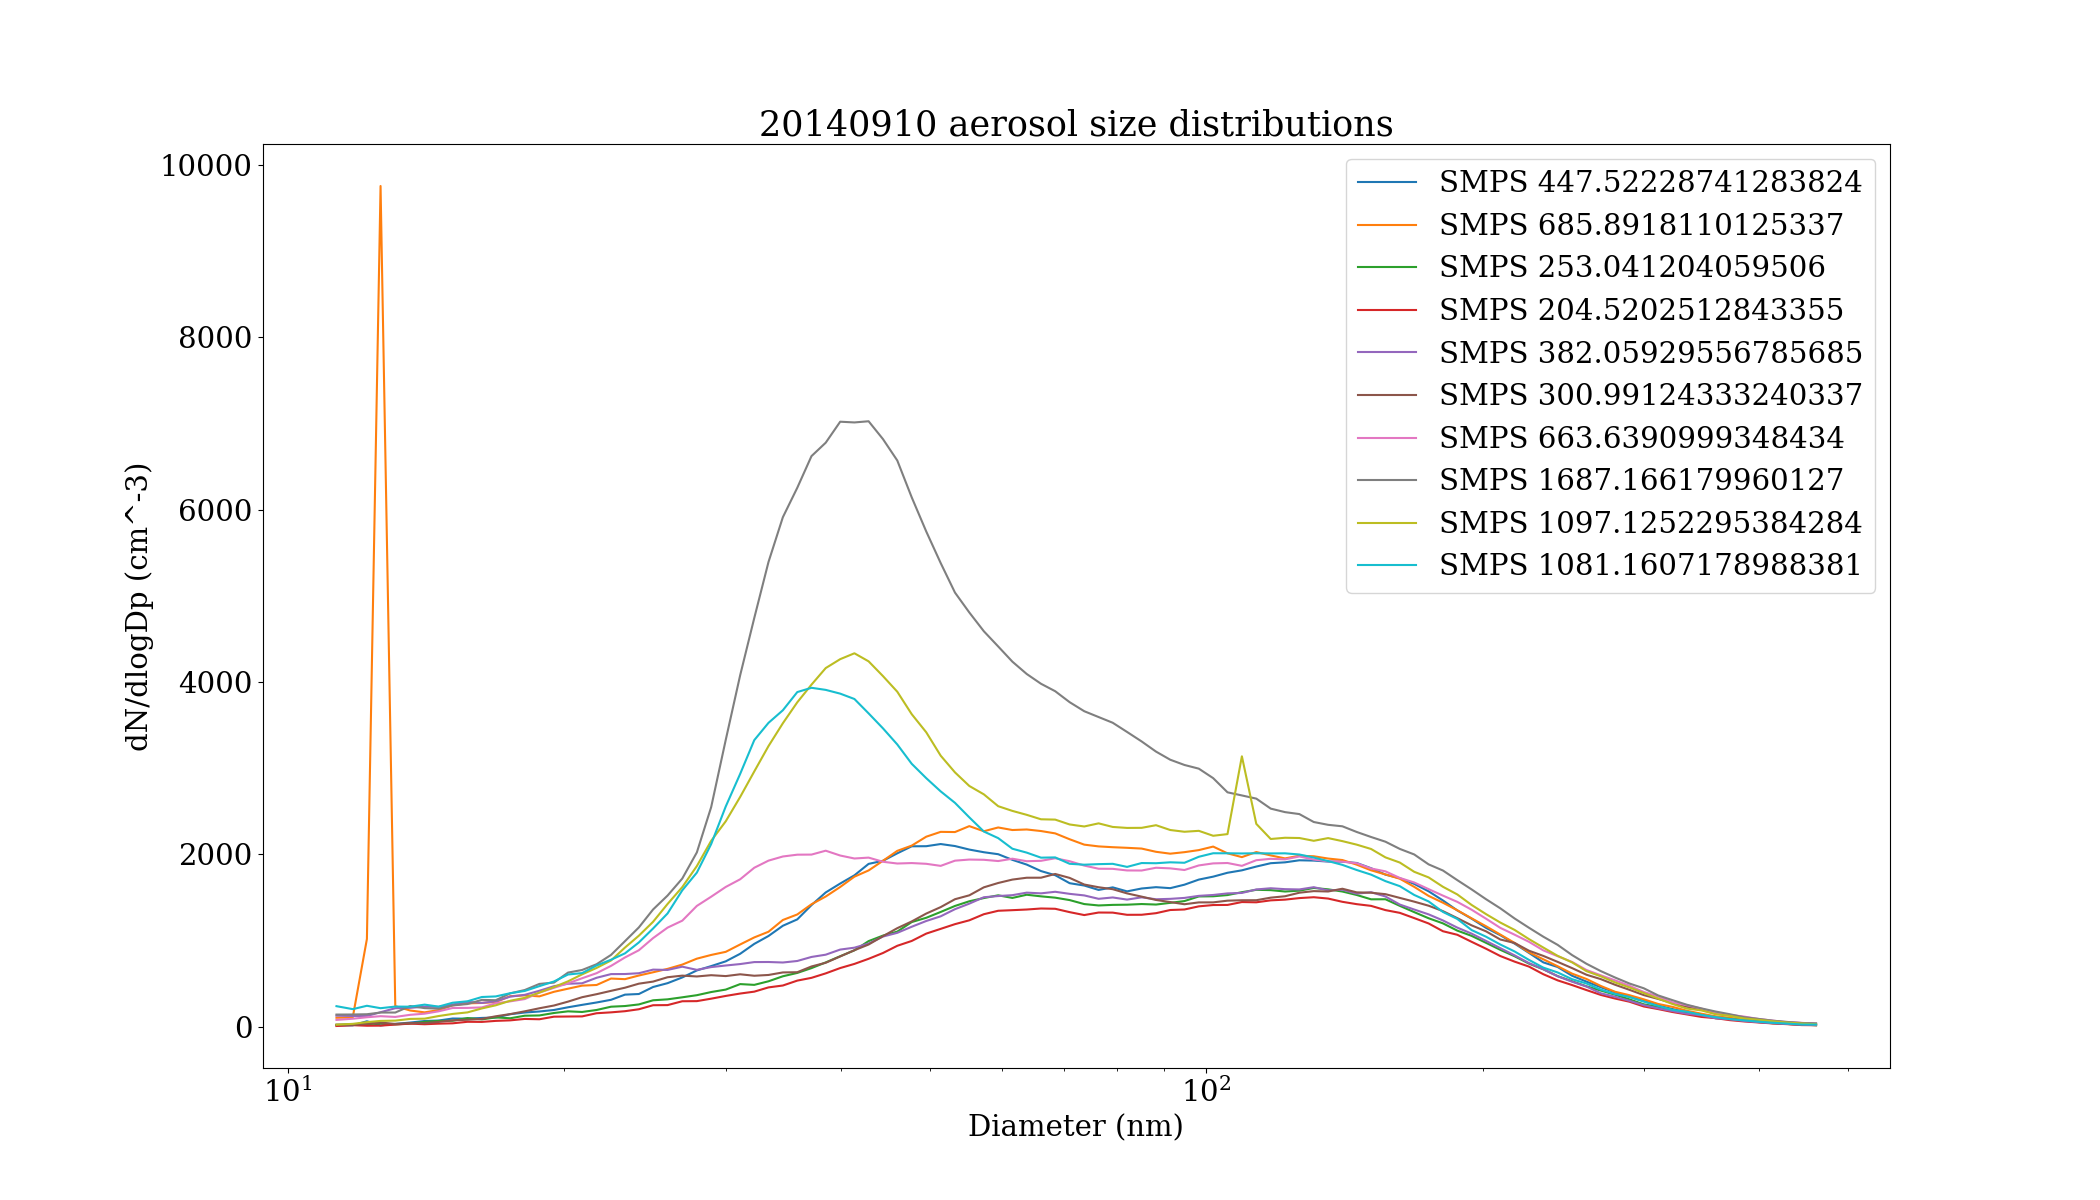 20140910 aerosol size distributions
10000
8000
6000
4000
2000
0
dN/dlogDp (cm^-3)
SMPS 447.52228741283824
SMPS 685.8918110125337
SMPS 253.041204059506
SMPS 204.5202512843355
SMPS 382.05929556785685
SMPS 300.99124333240337
SMPS 663.6390999348434
SMPS 1687.166179960127
SMPS 1097.1252295384284
SMPS 1081.1607178988381
10¹ 10²
Diameter (nm)